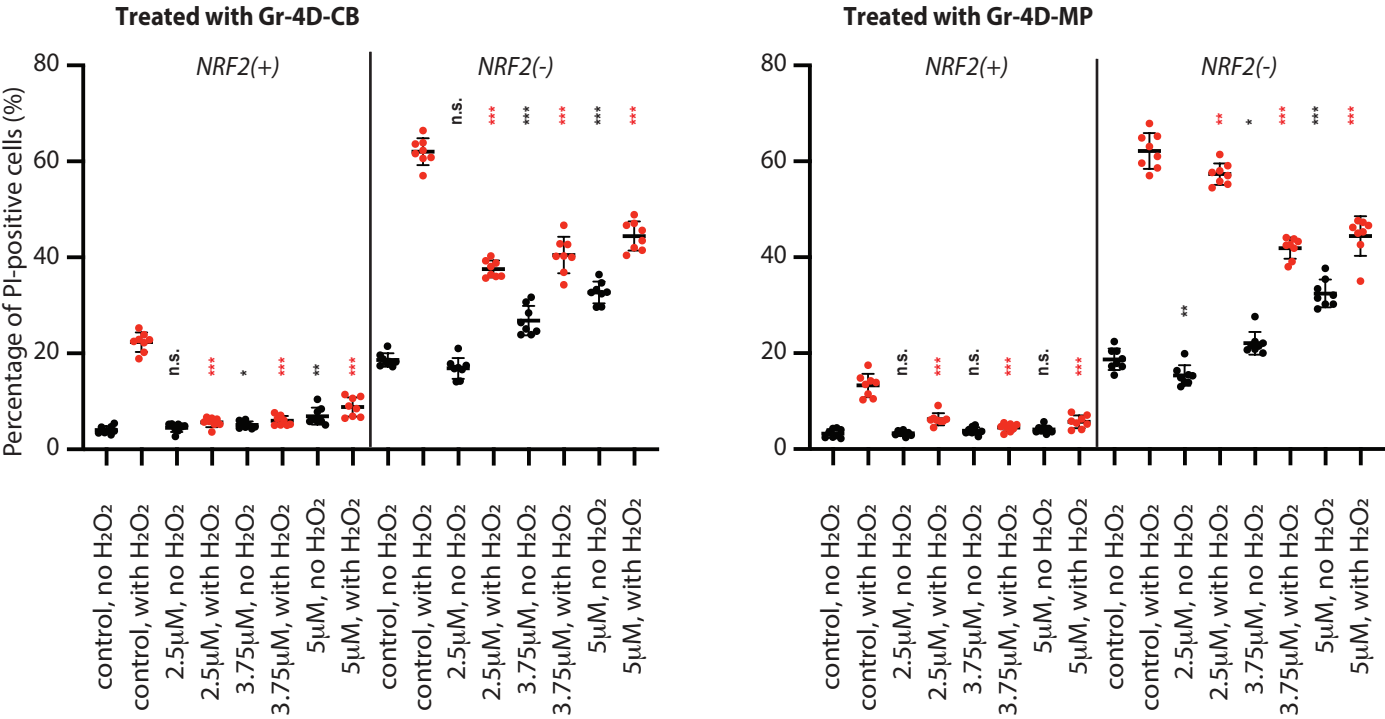 Treated with Gr-4D-CB
Percentage of PI-positive cells (%)
80
60
40
20
0
NRF2(+)
NRF2(-)
n.s.
***
*
***
**
***
n.s.
***
***
***
***
***
control, no H₂O₂
control, with H₂O₂
2.5μM, no H₂O₂
2.5μM, with H₂O₂
3.75μM, no H₂O₂
3.75μM, with H₂O₂
5μM, no H₂O₂
5μM, with H₂O₂
control, no H₂O₂
control, with H₂O₂
2.5μM, no H₂O₂
2.5μM, with H₂O₂
3.75μM, no H₂O₂
3.75μM, with H₂O₂
5μM, no H₂O₂
5μM, with H₂O₂
Treated with Gr-4D-MP
80
60
40
20
0
NRF2(+)
NRF2(-)
n.s.
***
n.s.
***
n.s.
***
**
**
*
***
***
***
control, no H₂O₂
control, with H₂O₂
2.5μM, no H₂O₂
2.5μM, with H₂O₂
3.75μM, no H₂O₂
3.75μM, with H₂O₂
5μM, no H₂O₂
5μM, with H₂O₂
control, no H₂O₂
control, with H₂O₂
2.5μM, no H₂O₂
2.5μM, with H₂O₂
3.75μM, no H₂O₂
3.75μM, with H₂O₂
5μM, no H₂O₂
5μM, with H₂O₂